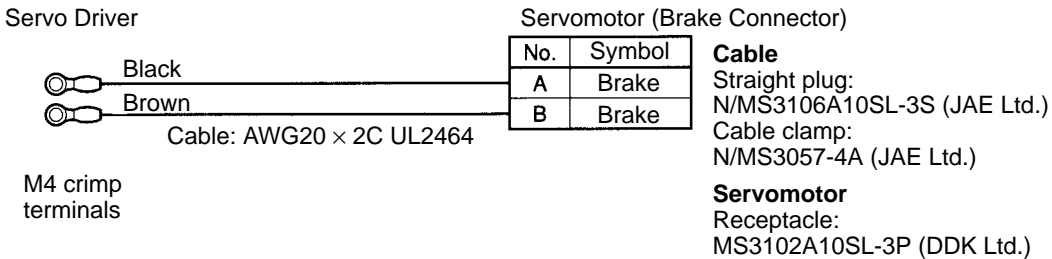 Servo Driver
Servomotor (Brake Connector)
No. Symbol
Black
A Brake
Brown
B Brake
Cable: AWG20 × 2C UL2464
M4 crimp
terminals
Cable
Straight plug:
N/MS3106A10SL-3S (JAE Ltd.)
Cable clamp:
N/MS3057-4A (JAE Ltd.)
Servomotor
Receptacle:
MS3102A10SL-3P (DDK Ltd.)